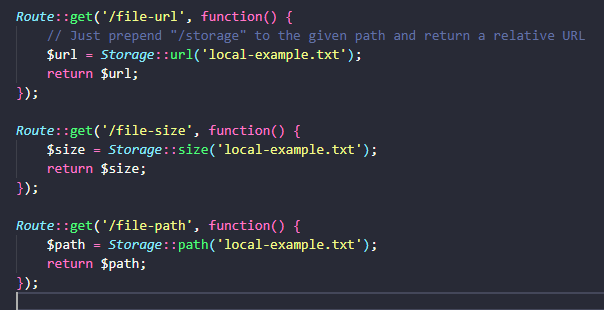 Route::get('/file-url', function() {
// Just prepend "/storage" to the given path and return a relative URL
$url = Storage::url('local-example.txt');
return $url;
});
Route::get('/file-size', function() {
$size = Storage::size('local-example.txt');
return $size;
});
Route::get('/file-path', function() {
$path = Storage::path('local-example.txt');
return $path;
});